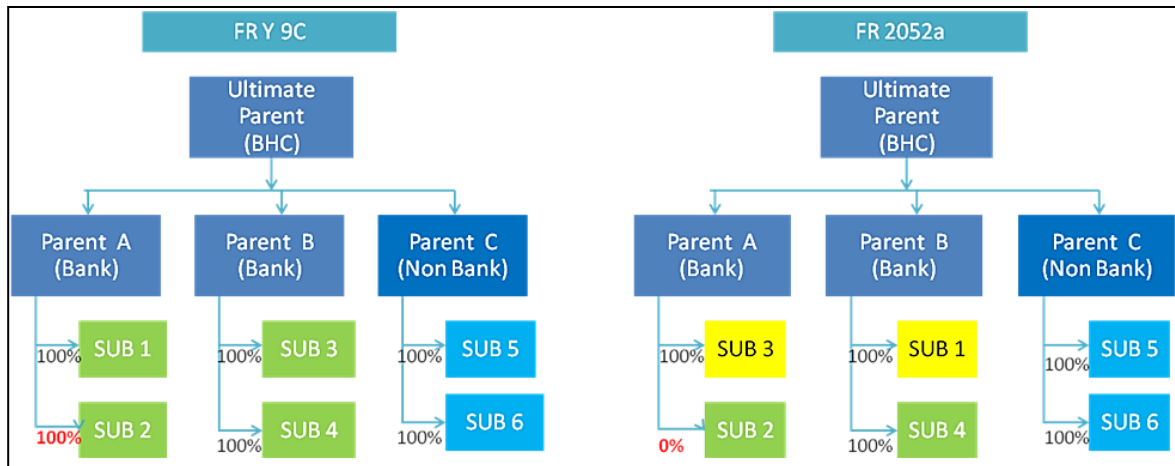 FR Y 9C
Ultimate
Parent
(BHC)
Parent A
(Bank)
Parent B
(Bank)
Parent C
(Non Bank)
100%
SUB 1
100%
SUB 3
100%
SUB 5
100%
SUB 2
100%
SUB 4
100%
SUB 6
FR 2052a
Ultimate
Parent
(BHC)
Parent A
(Bank)
Parent B
(Bank)
Parent C
(Non Bank)
100%
SUB 3
100%
SUB 1
100%
SUB 5
0%
SUB 2
100%
SUB 4
100%
SUB 6